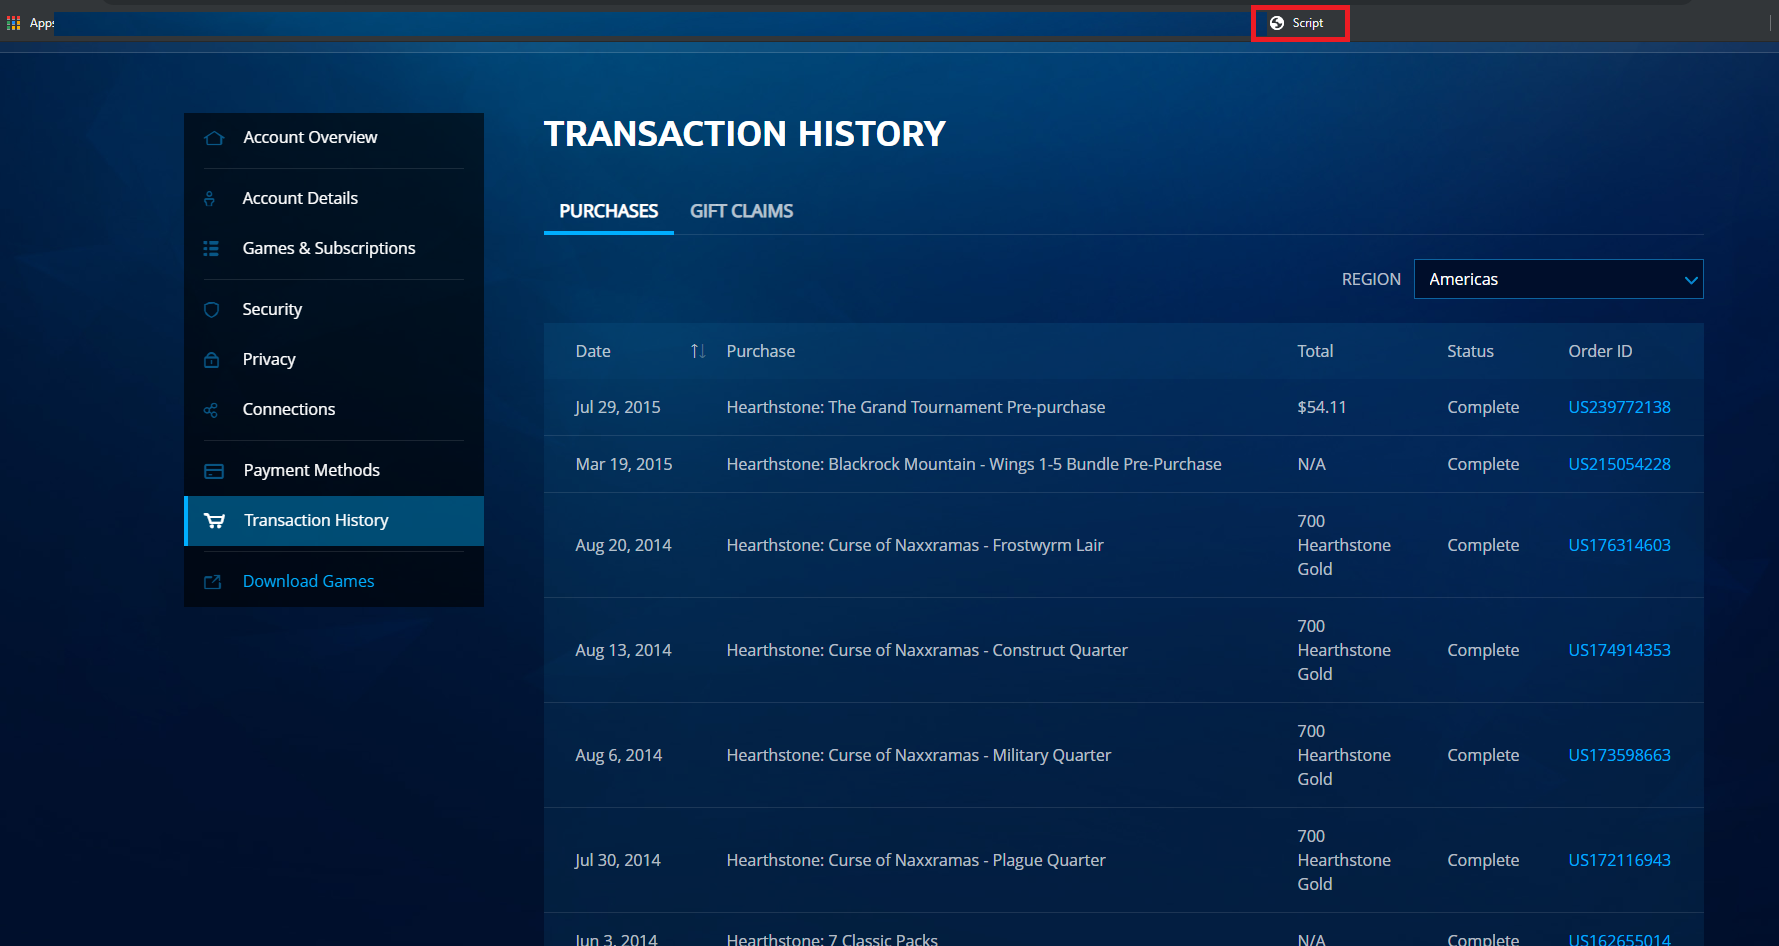 Apps
Script
Account Overview
Account Details
Games & Subscriptions
Security
Privacy
Connections
Payment Methods
Transaction History
Download Games
TRANSACTION HISTORY
PURCHASES GIFT CLAIMS
REGION Americas
Date Purchase Total Status Order ID
Jul 29, 2015 Hearthstone: The Grand Tournament Pre-purchase $54.11 Complete US239772138
Mar 19, 2015 Hearthstone: Blackrock Mountain - Wings 1-5 Bundle Pre-Purchase N/A Complete US215054228
700
Aug 20, 2014 Hearthstone: Curse of Naxxramas - Frostwyrm Lair Hearthstone Complete US176314603
Gold
700
Aug 13, 2014 Hearthstone: Curse of Naxxramas - Construct Quarter Hearthstone Complete US174914353
Gold
700
Aug 6, 2014 Hearthstone: Curse of Naxxramas - Military Quarter Hearthstone Complete US173598663
Gold
700
Jul 30, 2014 Hearthstone: Curse of Naxxramas - Plague Quarter Hearthstone Complete US172116943
Gold
Jun 3, 2014 Hearthstone: 7 Classic Packs N/A Complete US162655014